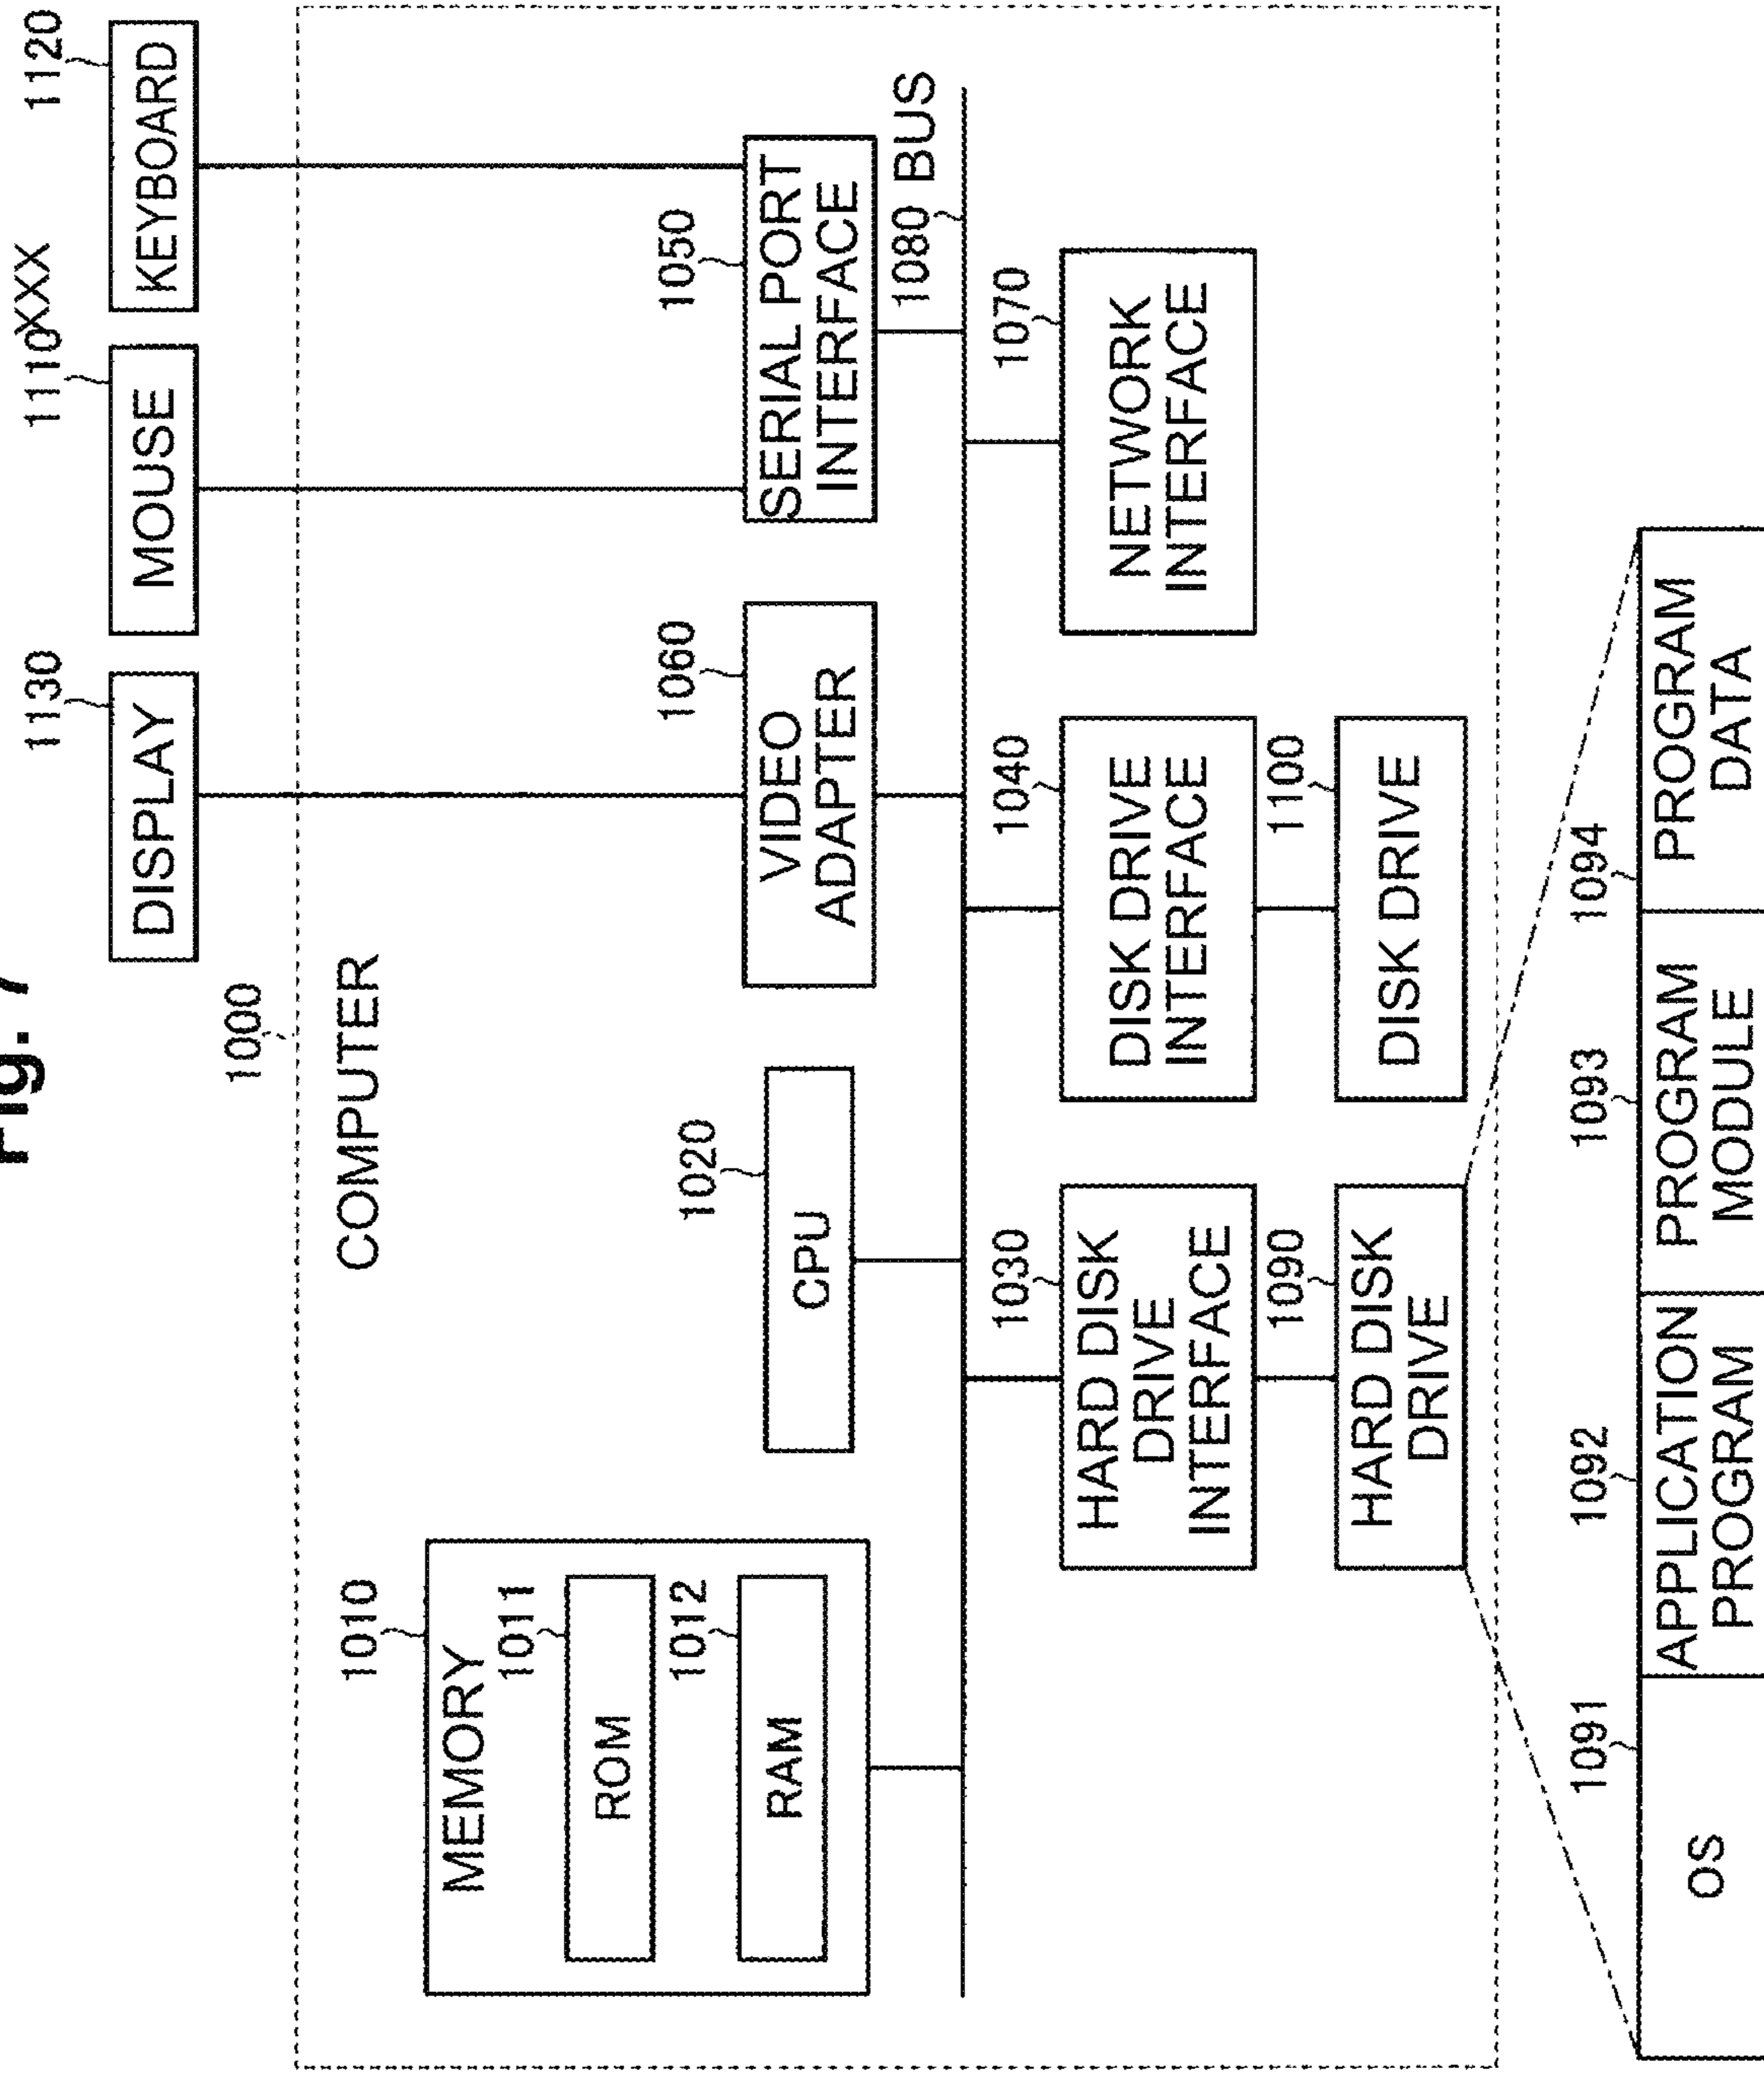 Fig. 7
1130
1110
XXX
1120
DISPLAY
MOUSE
KEYBOARD
1000
COMPUTER
1010
MEMORY
1011
ROM
1012
RAM
1020
CPU
1060
VIDEO
ADAPTER
1050
SERIAL PORT
INTERFACE
1080 BUS
1030
HARD DISK
DRIVE
INTERFACE
1040
DISK DRIVE
INTERFACE
1070
NETWORK
INTERFACE
1090
HARD DISK
DRIVE
1100
DISK DRIVE
1091
OS
1092
APPLICATION
PROGRAM
1093
PROGRAM
MODULE
1094
PROGRAM
DATA